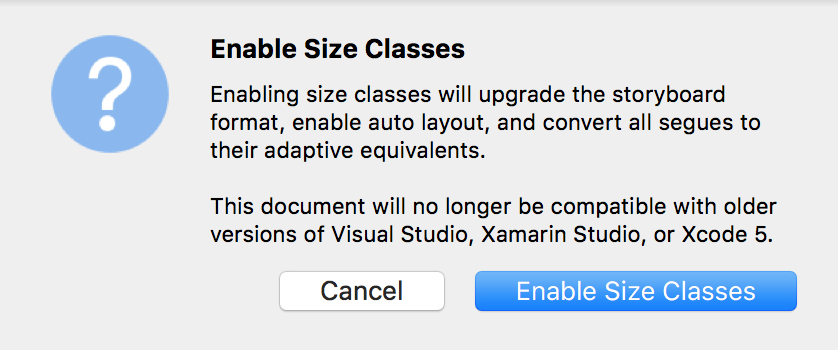 Enable Size Classes
Enabling size classes will upgrade the storyboard
format, enable auto layout, and convert all segues to
their adaptive equivalents.
This document will no longer be compatible with older
versions of Visual Studio, Xamarin Studio, or Xcode 5.
Cancel
Enable Size Classes